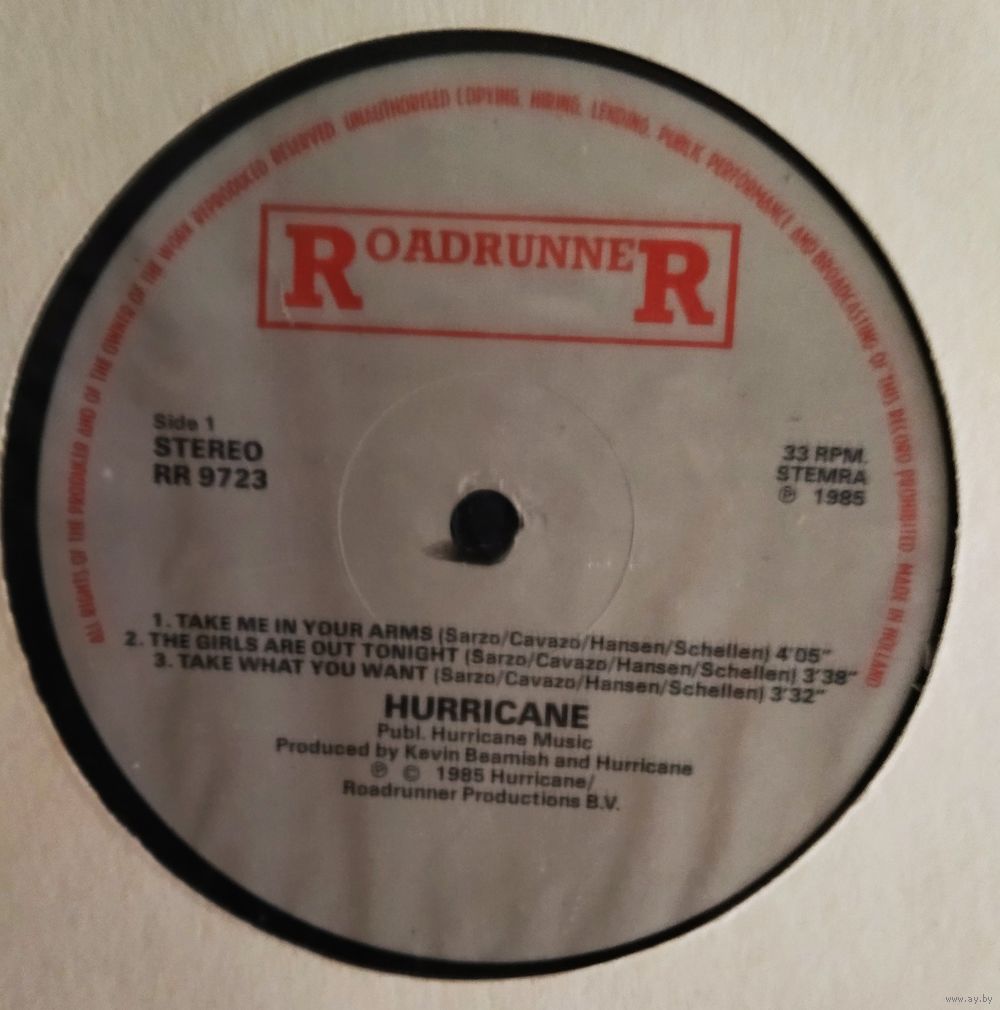 ALL RIGHTS OF THE PRODUCER AND OF THE OWNER OF THE WORK REPRODUCED RESERVED. UNAUTHORISED COPYING, HIRING, LENDING, PUBLIC PERFORMANCE AND BROADCASTING OF THIS RECORD PROHIBITED. MADE IN HOLLAND
ROADRUNNER
Side 1
STEREO
RR 9723
33 RPM.
STEMRA
℗ 1985
1. TAKE ME IN YOUR ARMS (Sarzo/Cavazo/Hansen/Schellen) 4'05"
2. THE GIRLS ARE OUT TONIGHT (Sarzo/Cavazo/Hansen/Schellen) 3'38"
3. TAKE WHAT YOU WANT (Sarzo/Cavazo/Hansen/Schellen) 3'32"
HURRICANE
Publ. Hurricane Music
Produced by Kevin Beamish and Hurricane
℗ © 1985 Hurricane/
Roadrunner Productions B.V.
www.ay.by